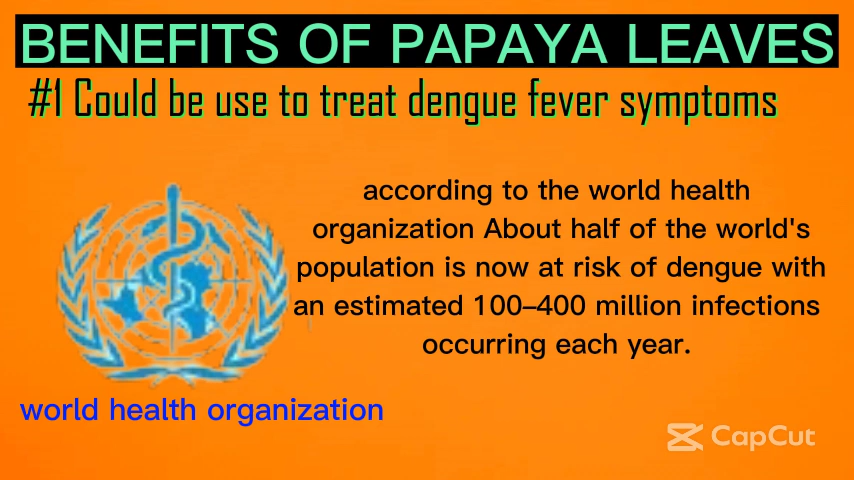 BENEFITS OF PAPAYA LEAVES
#1 Could be use to treat dengue fever symptoms
according to the world health
organization About half of the world's
population is now at risk of dengue with
an estimated 100–400 million infections
occurring each year.
world health organization
CapCut